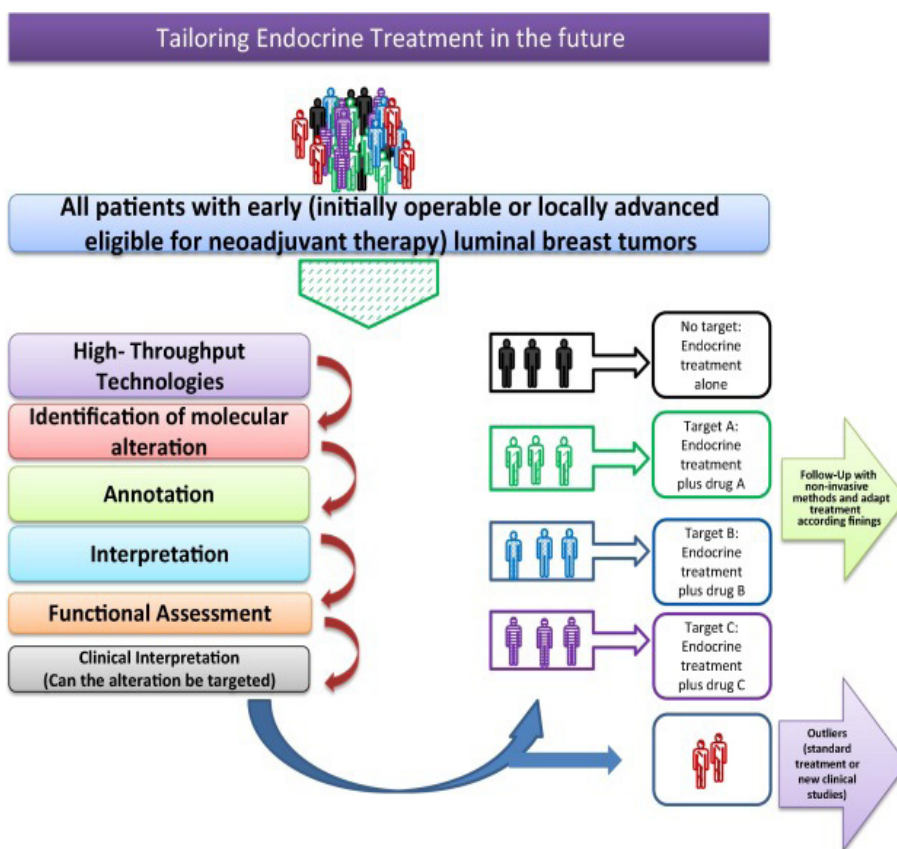 Tailoring Endocrine Treatment in the future
All patients with early (initially operable or locally advanced
eligible for neoadjuvant therapy) luminal breast tumors
High- Throughput
Technologies
Identification of molecular
alteration
Annotation
Interpretation
Functional Assessment
Clinical Interpretation
(Can the alteration be targeted)
No target:
Endocrine
treatment
alone
Target A:
Endocrine
treatment
plus drug A
Target B:
Endocrine
treatment
plus drug B
Target C:
Endocrine
treatment
plus drug C
Follow-Up with
non-invasive
methods and adapt
treatment
according finings
Outliers
(standard
treatment or
new clinical
studies)